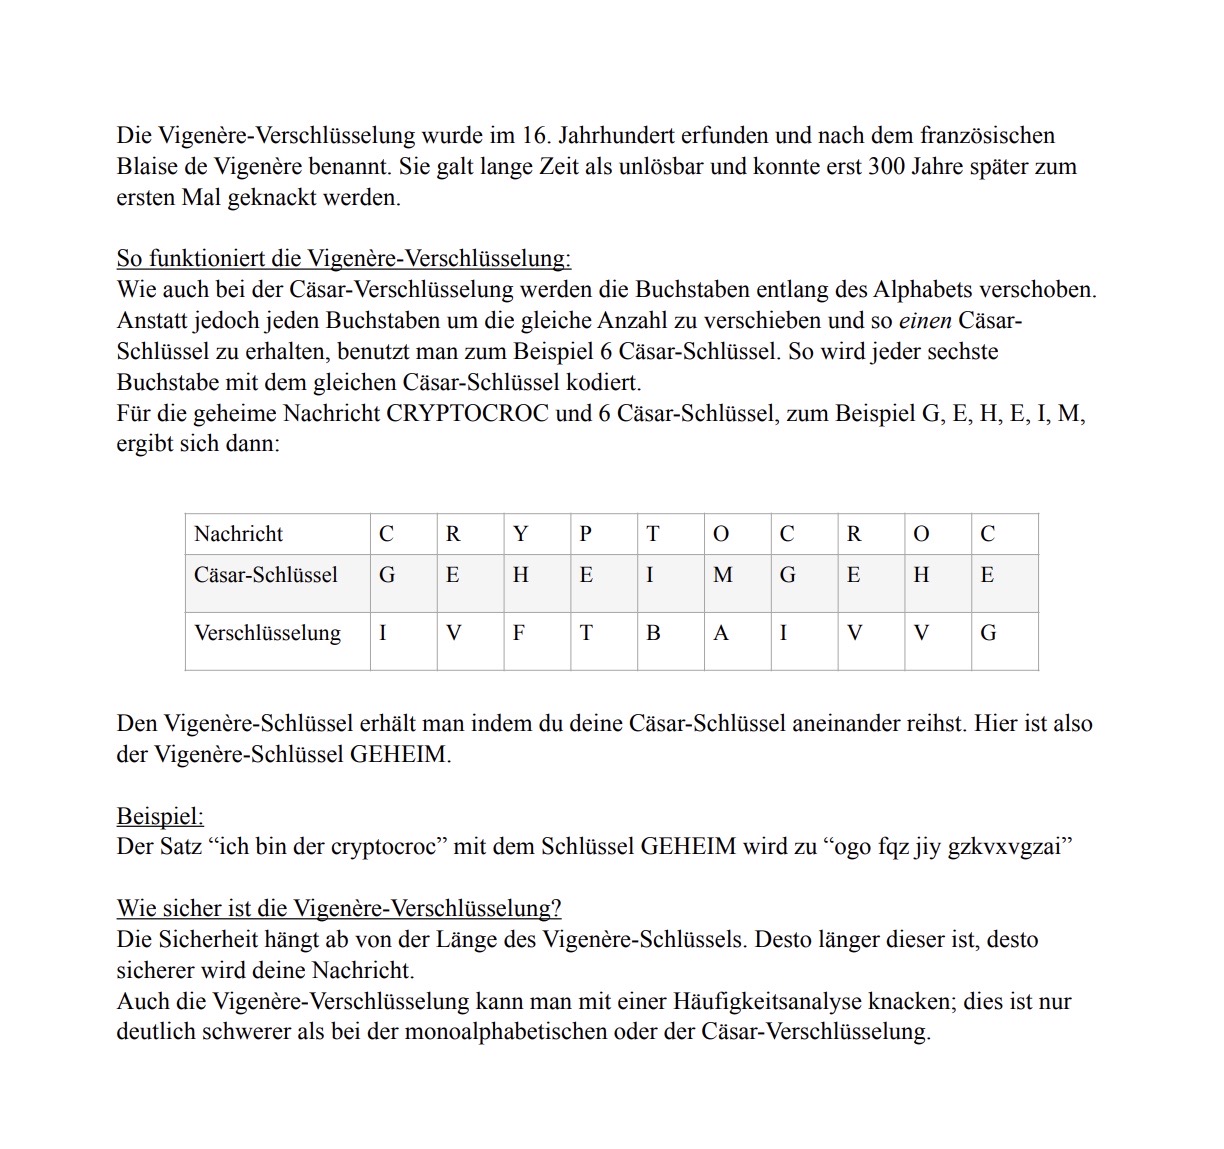 Die Vigenère-Verschlüsselung wurde im 16. Jahrhundert erfunden und nach dem französischen
Blaise de Vigenère benannt. Sie galt lange Zeit als unlösbar und konnte erst 300 Jahre später zum
ersten Mal geknackt werden.
So funktioniert die Vigenère-Verschlüsselung:
Wie auch bei der Cäsar-Verschlüsselung werden die Buchstaben entlang des Alphabets verschoben.
Anstatt jedoch jeden Buchstaben um die gleiche Anzahl zu verschieben und so einen Cäsar-
Schlüssel zu erhalten, benutzt man zum Beispiel 6 Cäsar-Schlüssel. So wird jeder sechste
Buchstabe mit dem gleichen Cäsar-Schlüssel kodiert.
Für die geheime Nachricht CRYPTOCROC und 6 Cäsar-Schlüssel, zum Beispiel G, E, H, E, I, M,
ergibt sich dann:
Nachricht C R Y P T O C R O C
Cäsar-Schlüssel G E H E I M G E H E
Verschlüsselung I V F T B A I V V G
Den Vigenère-Schlüssel erhält man indem du deine Cäsar-Schlüssel aneinander reihst. Hier ist also
der Vigenère-Schlüssel GEHEIM.
Beispiel:
Der Satz “ich bin der cryptocroc” mit dem Schlüssel GEHEIM wird zu “ogo fqz jiy gzkvxvgzai”
Wie sicher ist die Vigenère-Verschlüsselung?
Die Sicherheit hängt ab von der Länge des Vigenère-Schlüssels. Desto länger dieser ist, desto
sicherer wird deine Nachricht.
Auch die Vigenère-Verschlüsselung kann man mit einer Häufigkeitsanalyse knacken; dies ist nur
deutlich schwerer als bei der monoalphabetischen oder der Cäsar-Verschlüsselung.